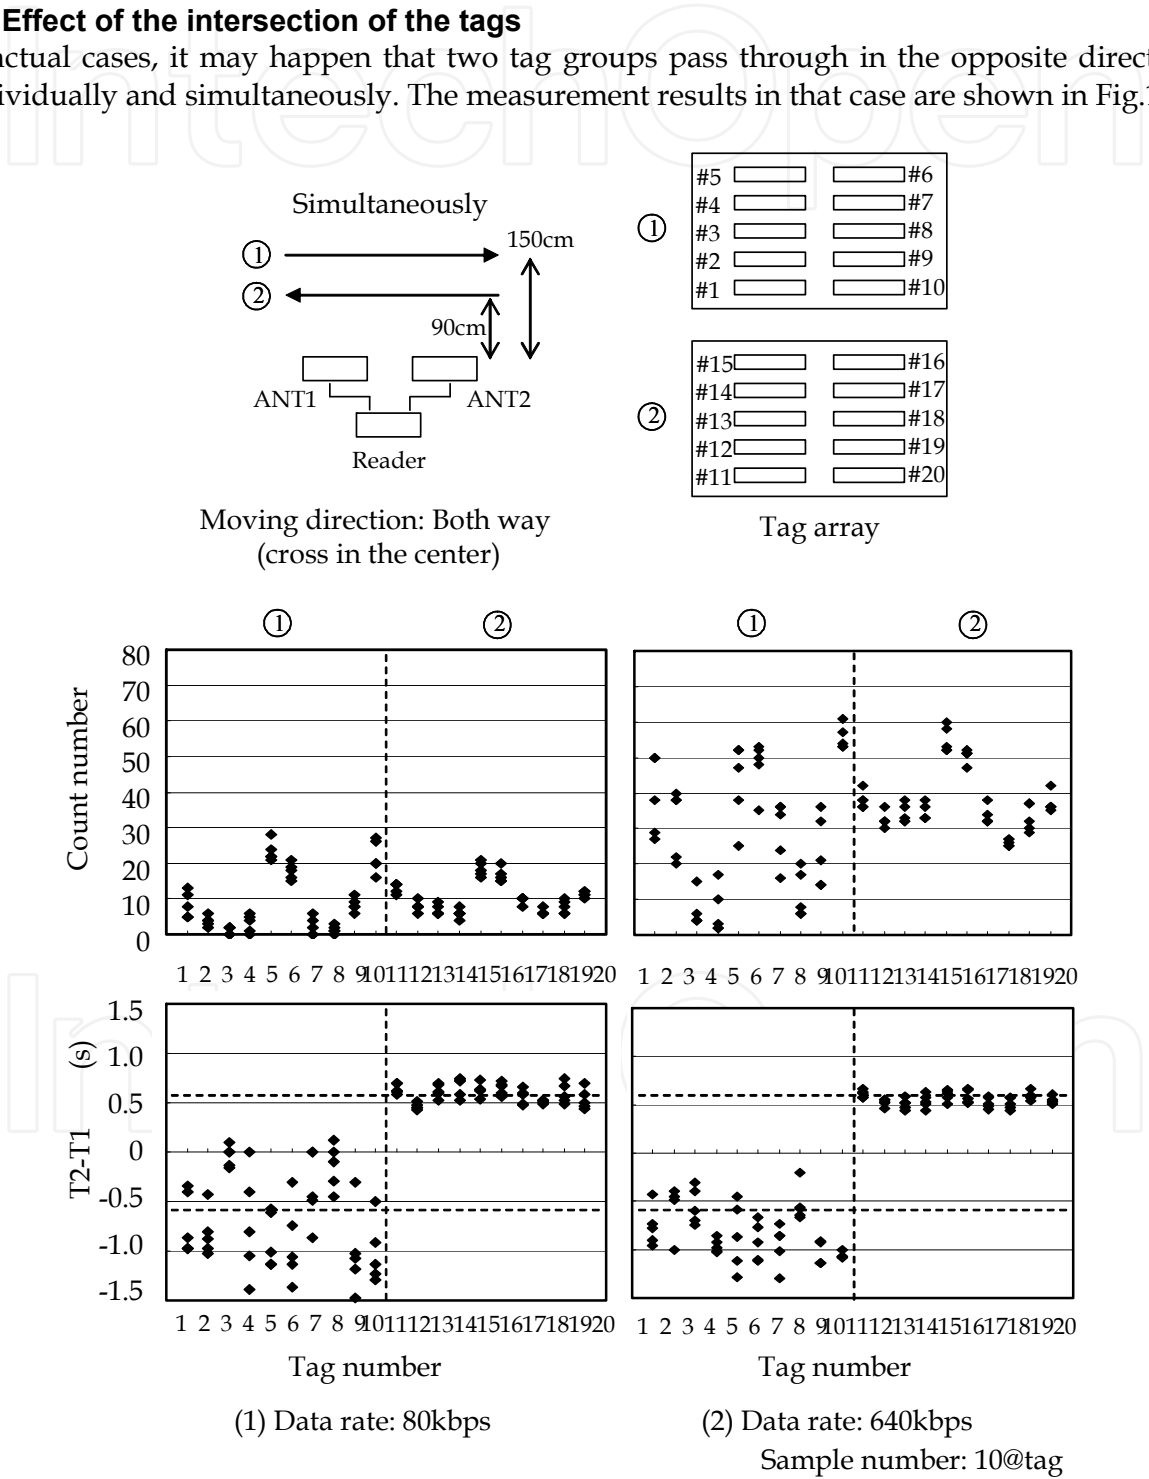 Effect of the intersection of the tags
actual cases, it may happen that two tag groups pass through in the opposite direct
ividually and simultaneously. The measurement results in that case are shown in Fig.1
Simultaneously
①
②
150cm
90cm
ANT1
ANT2
Reader
Moving direction: Both way
(cross in the center)
①
#5 #6
#4 #7
#3 #8
#2 #9
#1 #10
②
#15 #16
#14 #17
#13 #18
#12 #19
#11 #20
Tag array
① ② ① ②
Count number
80
70
60
50
40
30
20
10
0
1 2 3 4 5 6 7 8 9 10 11 12 13 14 15 16 17 18 19 20
1 2 3 4 5 6 7 8 9 10 11 12 13 14 15 16 17 18 19 20
T2-T1 (s)
1.5
1.0
0.5
0
-0.5
-1.0
-1.5
1 2 3 4 5 6 7 8 9 10 11 12 13 14 15 16 17 18 19 20
1 2 3 4 5 6 7 8 9 10 11 12 13 14 15 16 17 18 19 20
Tag number
Tag number
(1) Data rate: 80kbps
(2) Data rate: 640kbps
Sample number: 10@tag
IntechOpen